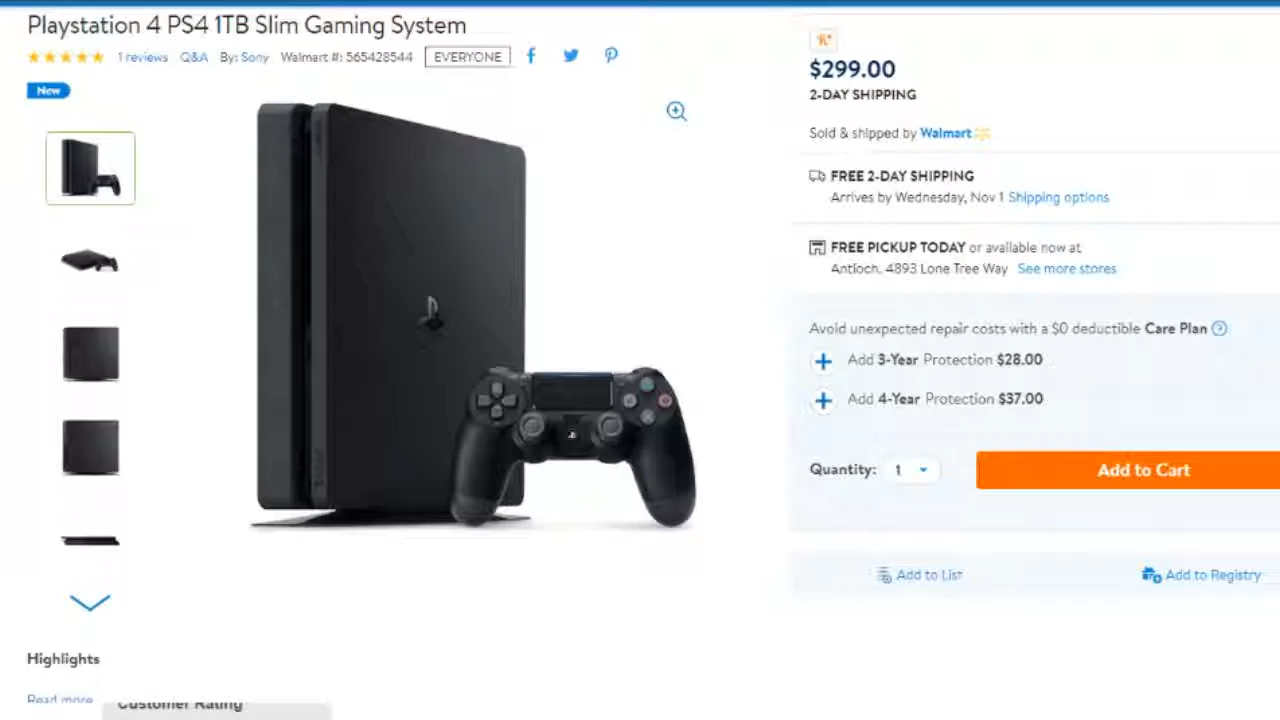 Playstation 4 PS4 1TB Slim Gaming System
1 reviews Q&A By: Sony Walmart #: 565428544 EVERYONE
New
$299.00
2-DAY SHIPPING
Sold & shipped by Walmart
FREE 2-DAY SHIPPING
Arrives by Wednesday, Nov 1 Shipping options
FREE PICKUP TODAY or available now at
Antioch, 4893 Lone Tree Way See more stores
Avoid unexpected repair costs with a $0 deductible Care Plan ?
Add 3-Year Protection $28.00
Add 4-Year Protection $37.00
Quantity: 1
Add to Cart
Add to List
Add to Registry
Highlights
Read more
Customer Rating